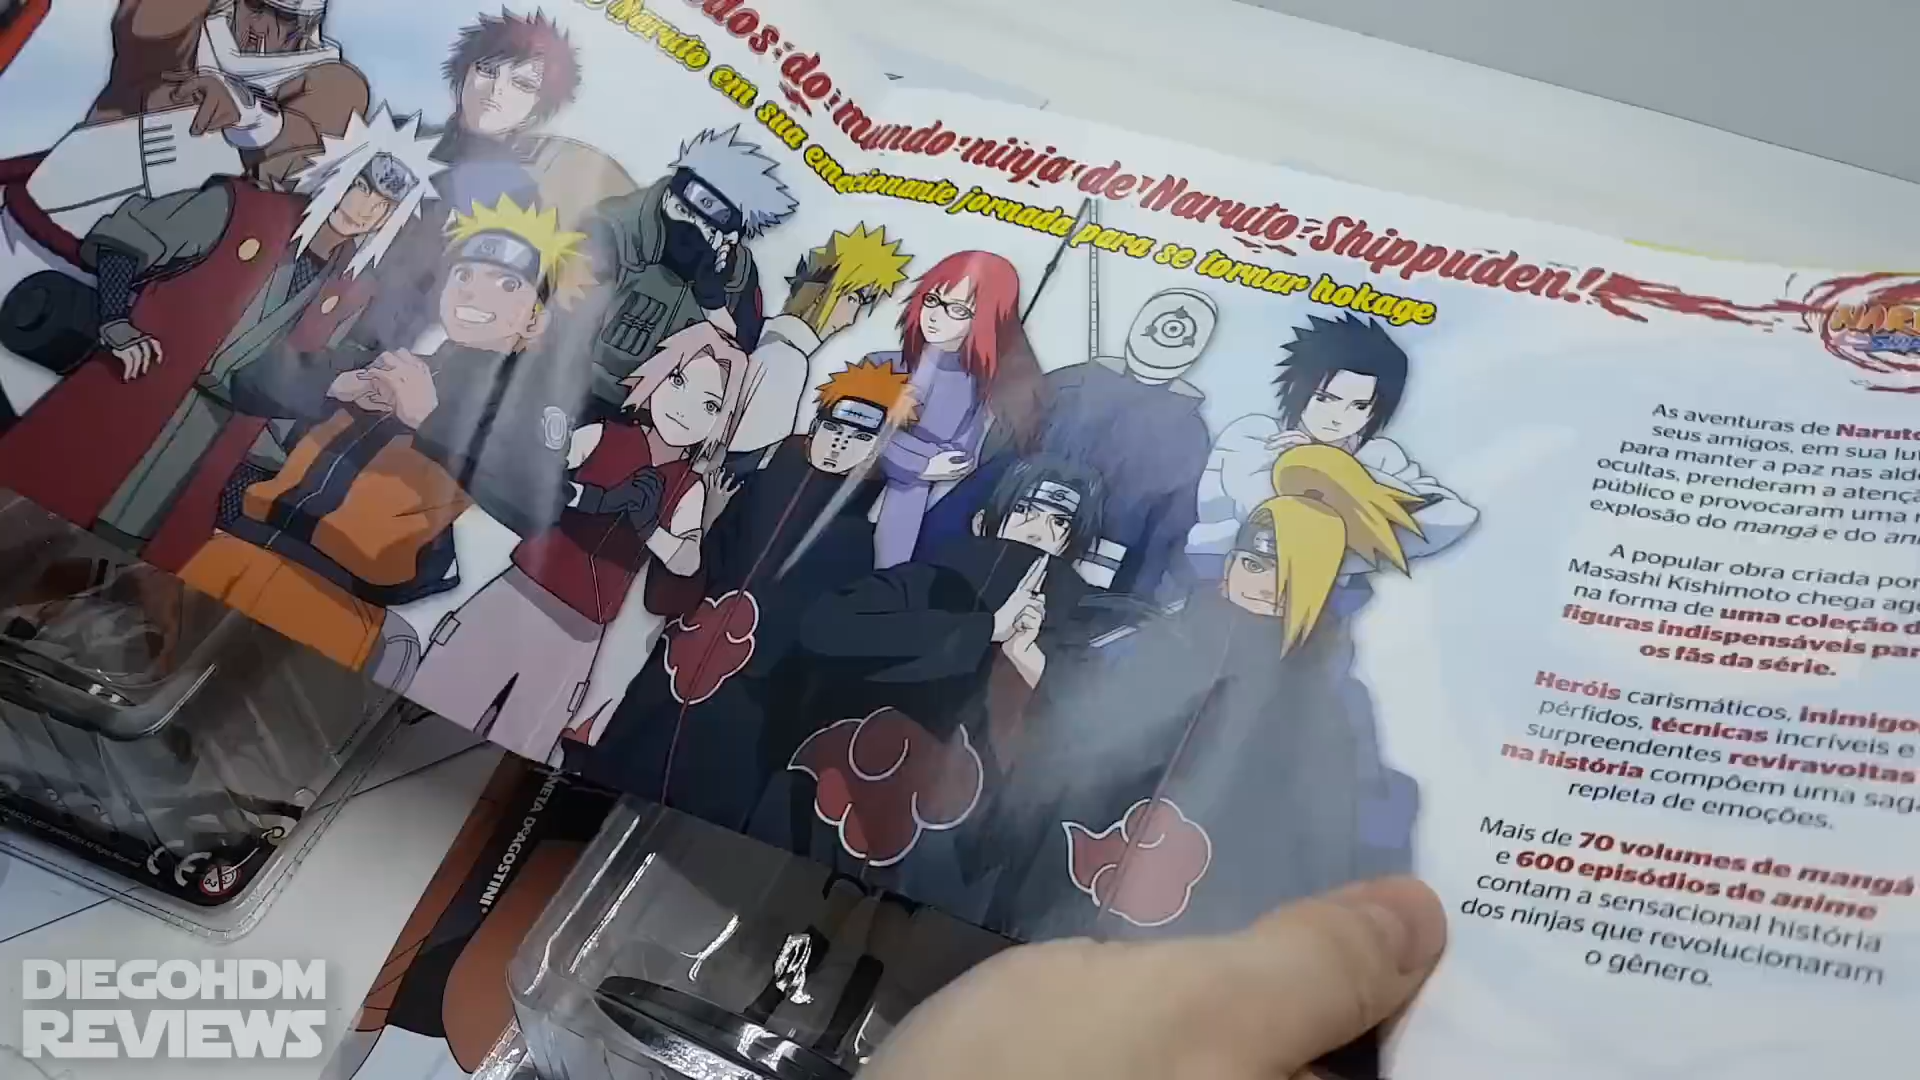 do mundo ninja de Naruto Shippuden!
Naruto em sua emocionante jornada para se tornar hokage
As aventuras de
seus amigos, em sua
para manter a paz nas
ocultas, prenderam a
público e provocaram uma
explosão do mangá e do
A popular obra criada por
Masashi Kishimoto chega
na forma de uma coleção
figuras indispensáveis
os fãs da série.
Heróis carismáticos,
pérfidos, técnicas incríveis e
surpreendentes reviravoltas
na história compõem uma
repleta de emoções.
Mais de 70 volumes de mangá
e 600 episódios de anime
contam a sensacional história
dos ninjas que revolucionaram
o gênero.
DEAGOSTINI
CE
DIEGOHDM
REVIEWS